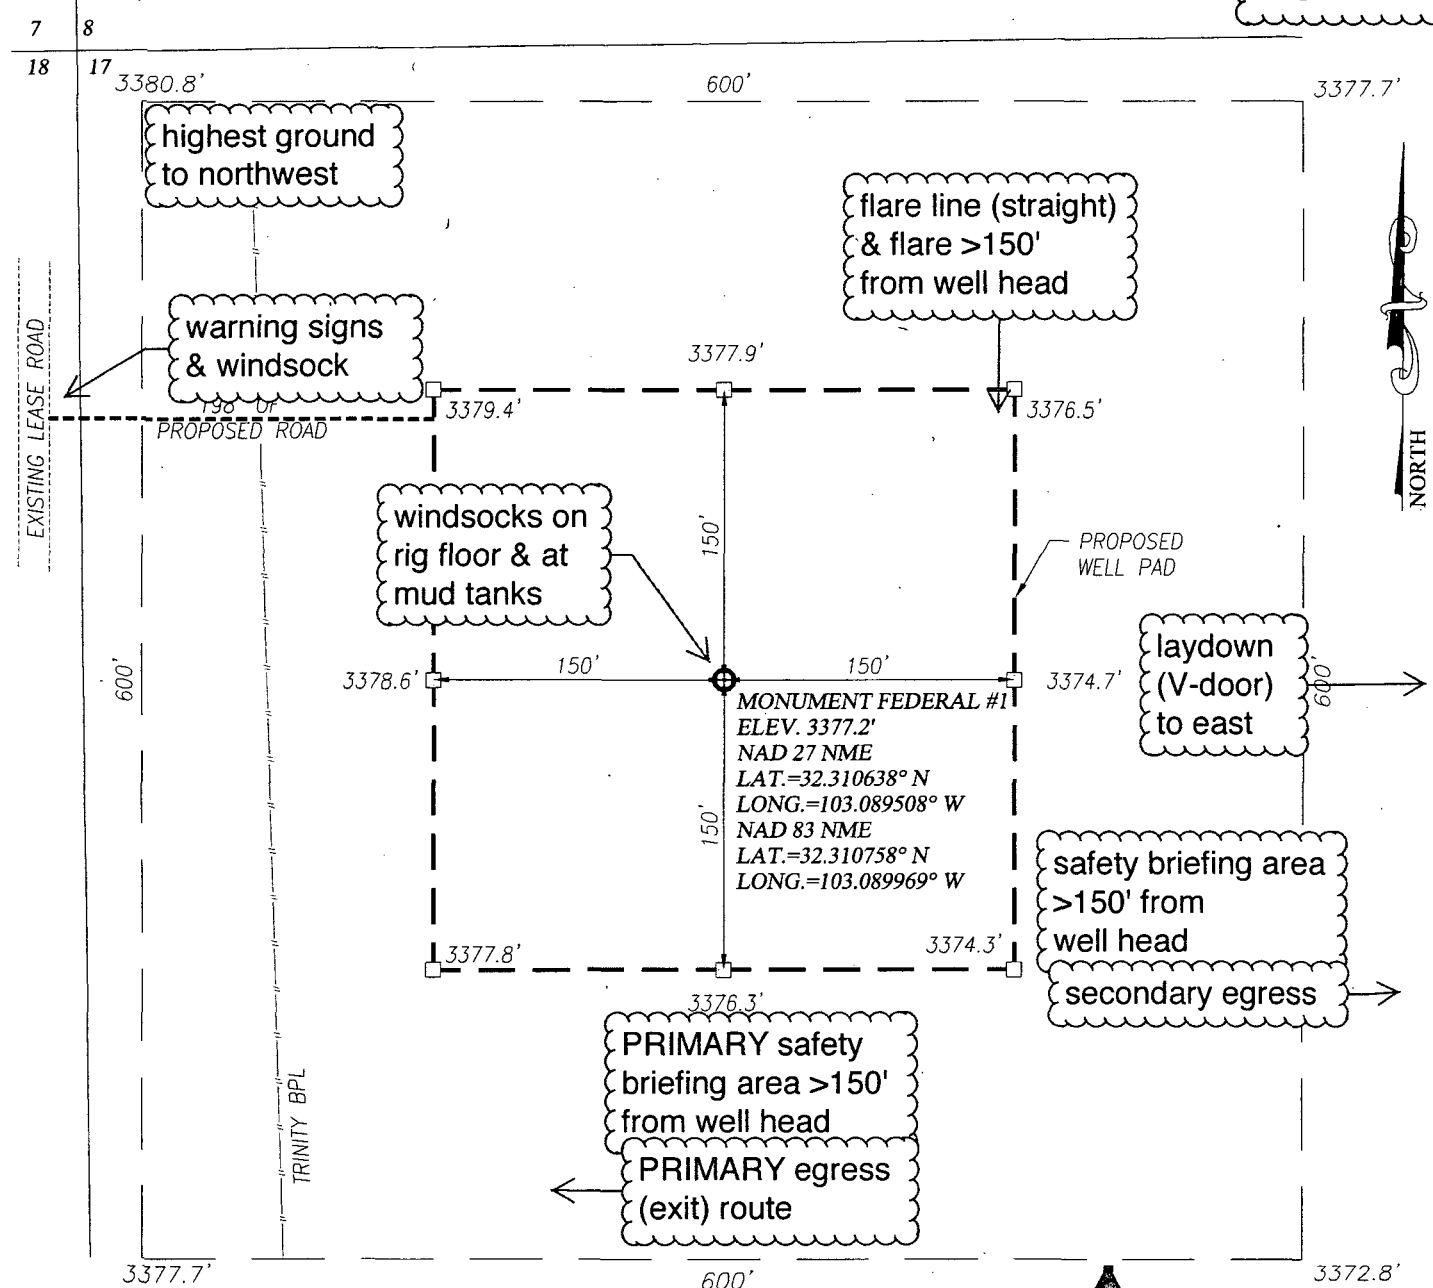 7 8
18 17
3380.8'
600'
3377.7'
highest ground
to northwest
flare line (straight)
& flare >150'
from well head
warning signs
& windsock
3377.9'
3379.4'
3376.5'
198' OF
PROPOSED ROAD
EXISTING LEASE ROAD
NORTH
windsocks on
rig floor & at
mud tanks
150'
PROPOSED
WELL PAD
laydown
(V-door)
to east
600'
600'
3378.6'
150'
150'
3374.7'
MONUMENT FEDERAL #1
ELEV. 3377.2'
NAD 27 NME
LAT.=32.310638° N
LONG.=103.089508° W
NAD 83 NME
LAT.=32.310758° N
LONG.=103.089969° W
150'
safety briefing area
>150' from
well head
secondary egress
3377.8'
3374.3'
3376.3'
PRIMARY safety
briefing area >150'
from well head
PRIMARY egress
(exit) route
TRINITY BPL
3377.7'
600'
3372.8'